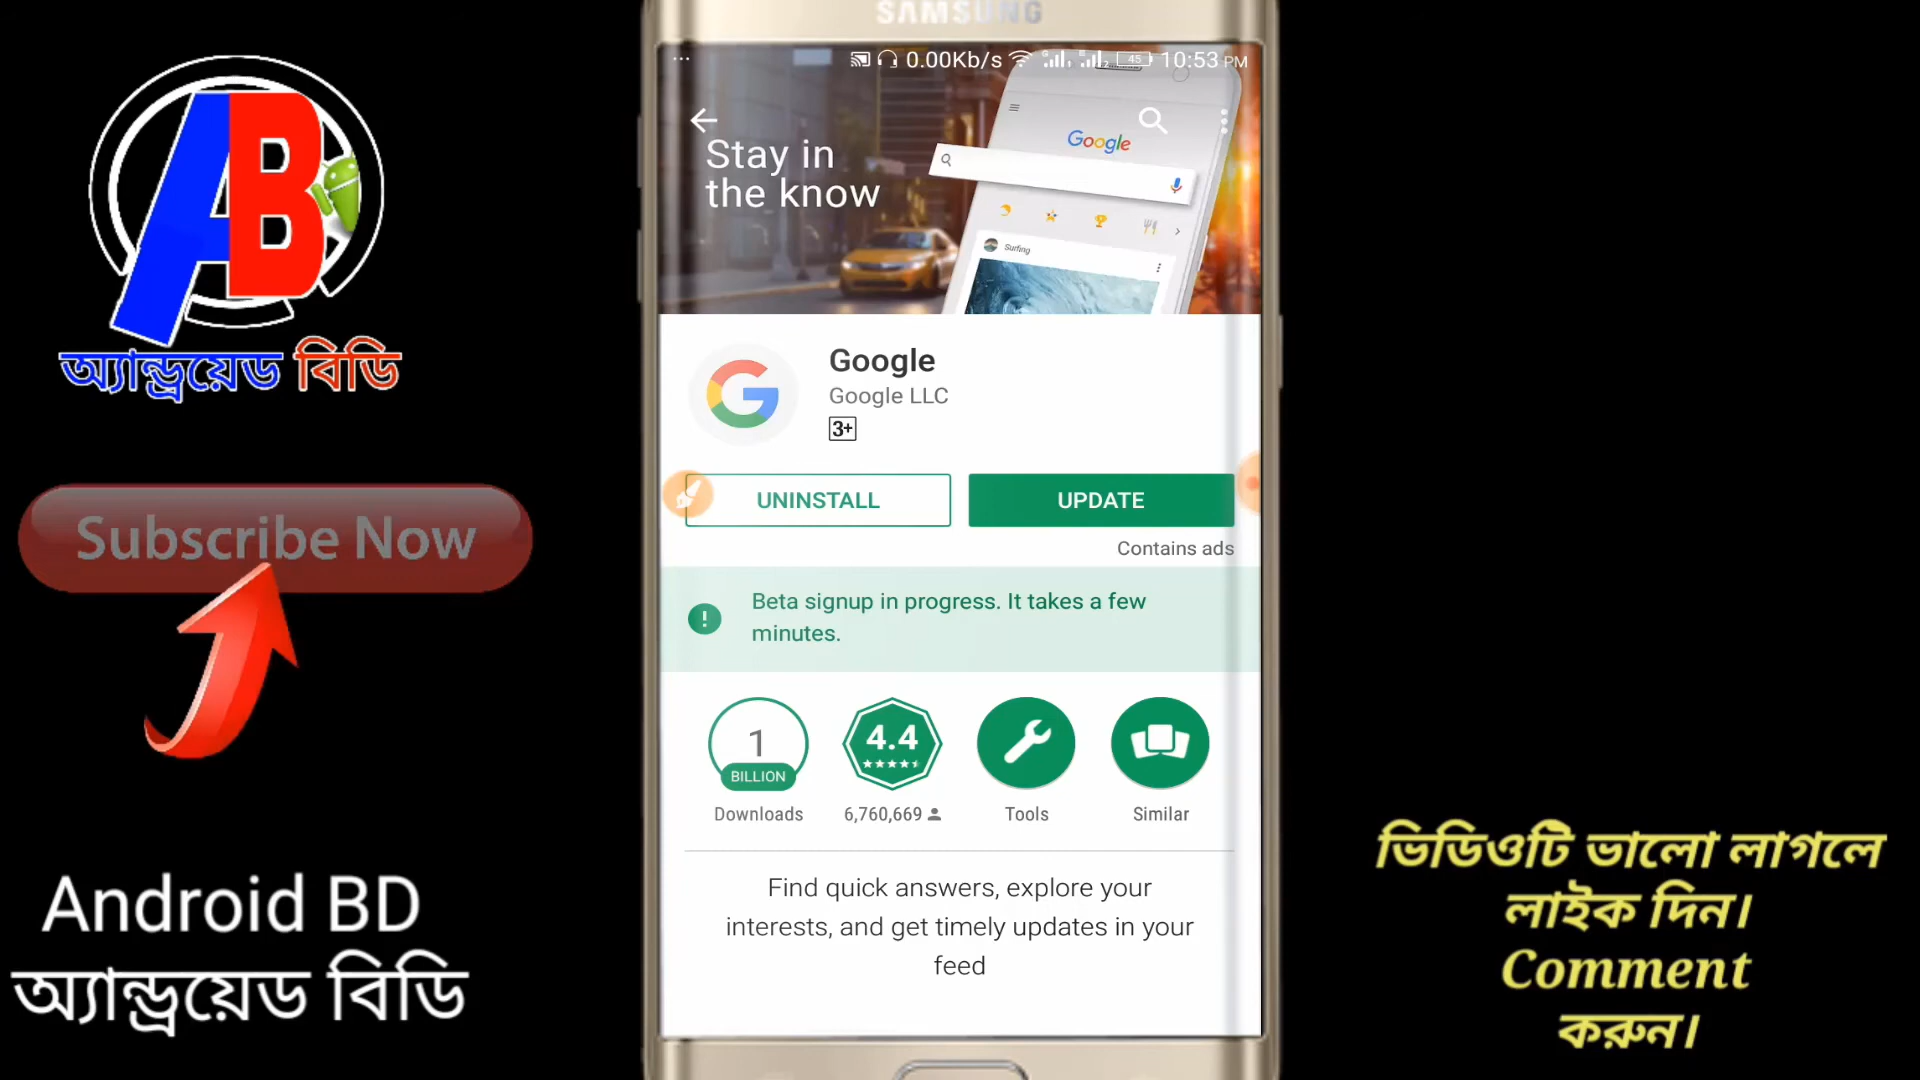 SAMSUNG
0.00Kb/s 45 10:53 PM
Stay in
the know
Google
Surfing
AB
অ্যান্ড্রয়েড বিডি
Google
Google LLC
3+
UNINSTALL
UPDATE
Contains ads
Subscribe Now
Beta signup in progress. It takes a few
minutes.
1
BILLION
4.4
Downloads
6,760,669
Tools
Similar
Find quick answers, explore your
interests, and get timely updates in your
feed
Android BD
অ্যান্ড্রয়েড বিডি
ভিডিওটি ভালো লাগলে
লাইক দিন।
Comment
করুন।